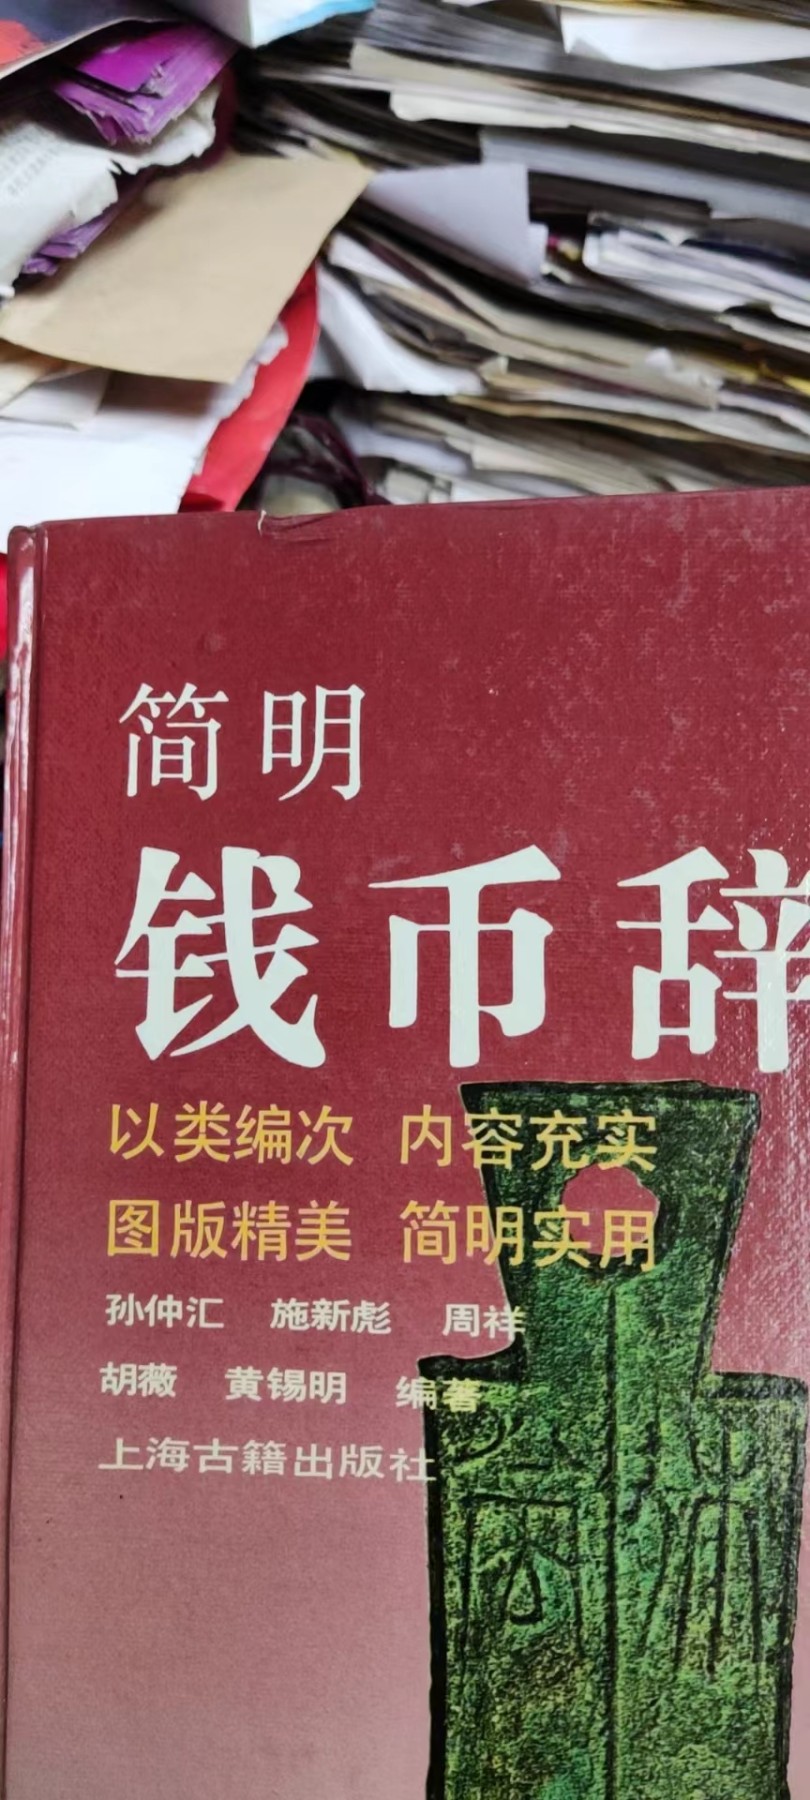 简明
钱币辞
以类编次 内容充实
图版精美 简明实用
孙仲汇 施新彪 周祥
胡薇 黄锡明 编著
上海古籍出版社